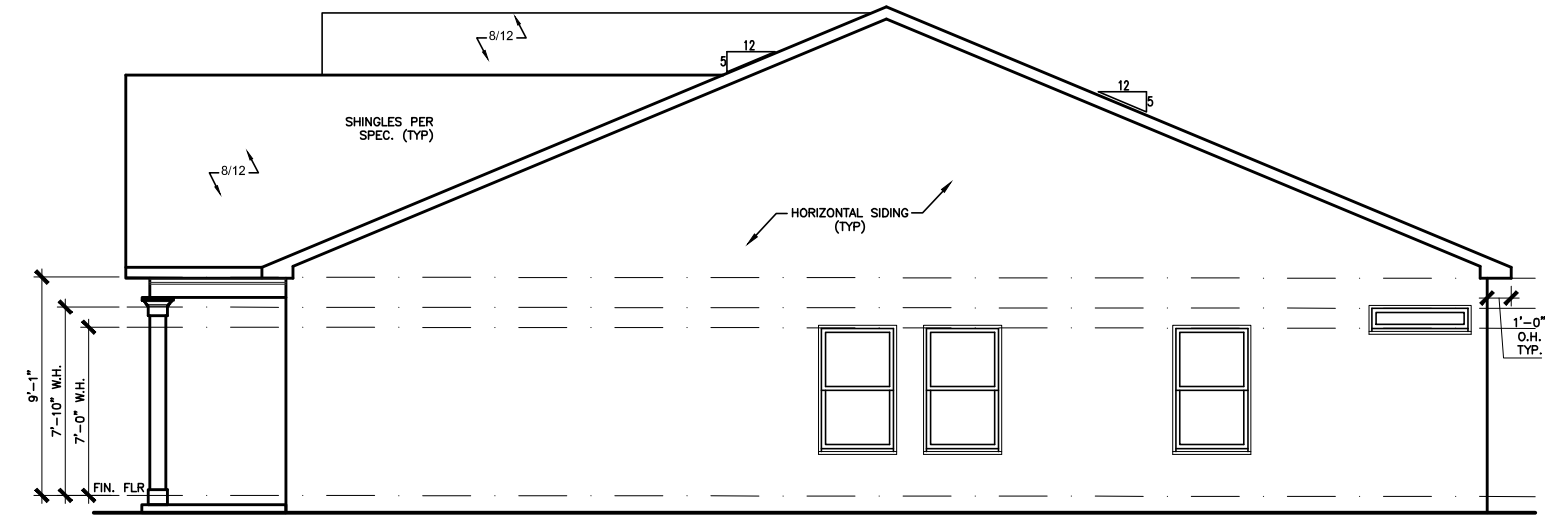 8/12
12
5
12
5
SHINGLES PER
SPEC. (TYP)
8/12
HORIZONTAL SIDING
(TYP)
1'-0"
O.H.
TYP.
9'-1"
7'-10" W.H.
7'-0" W.H.
FIN. FLR